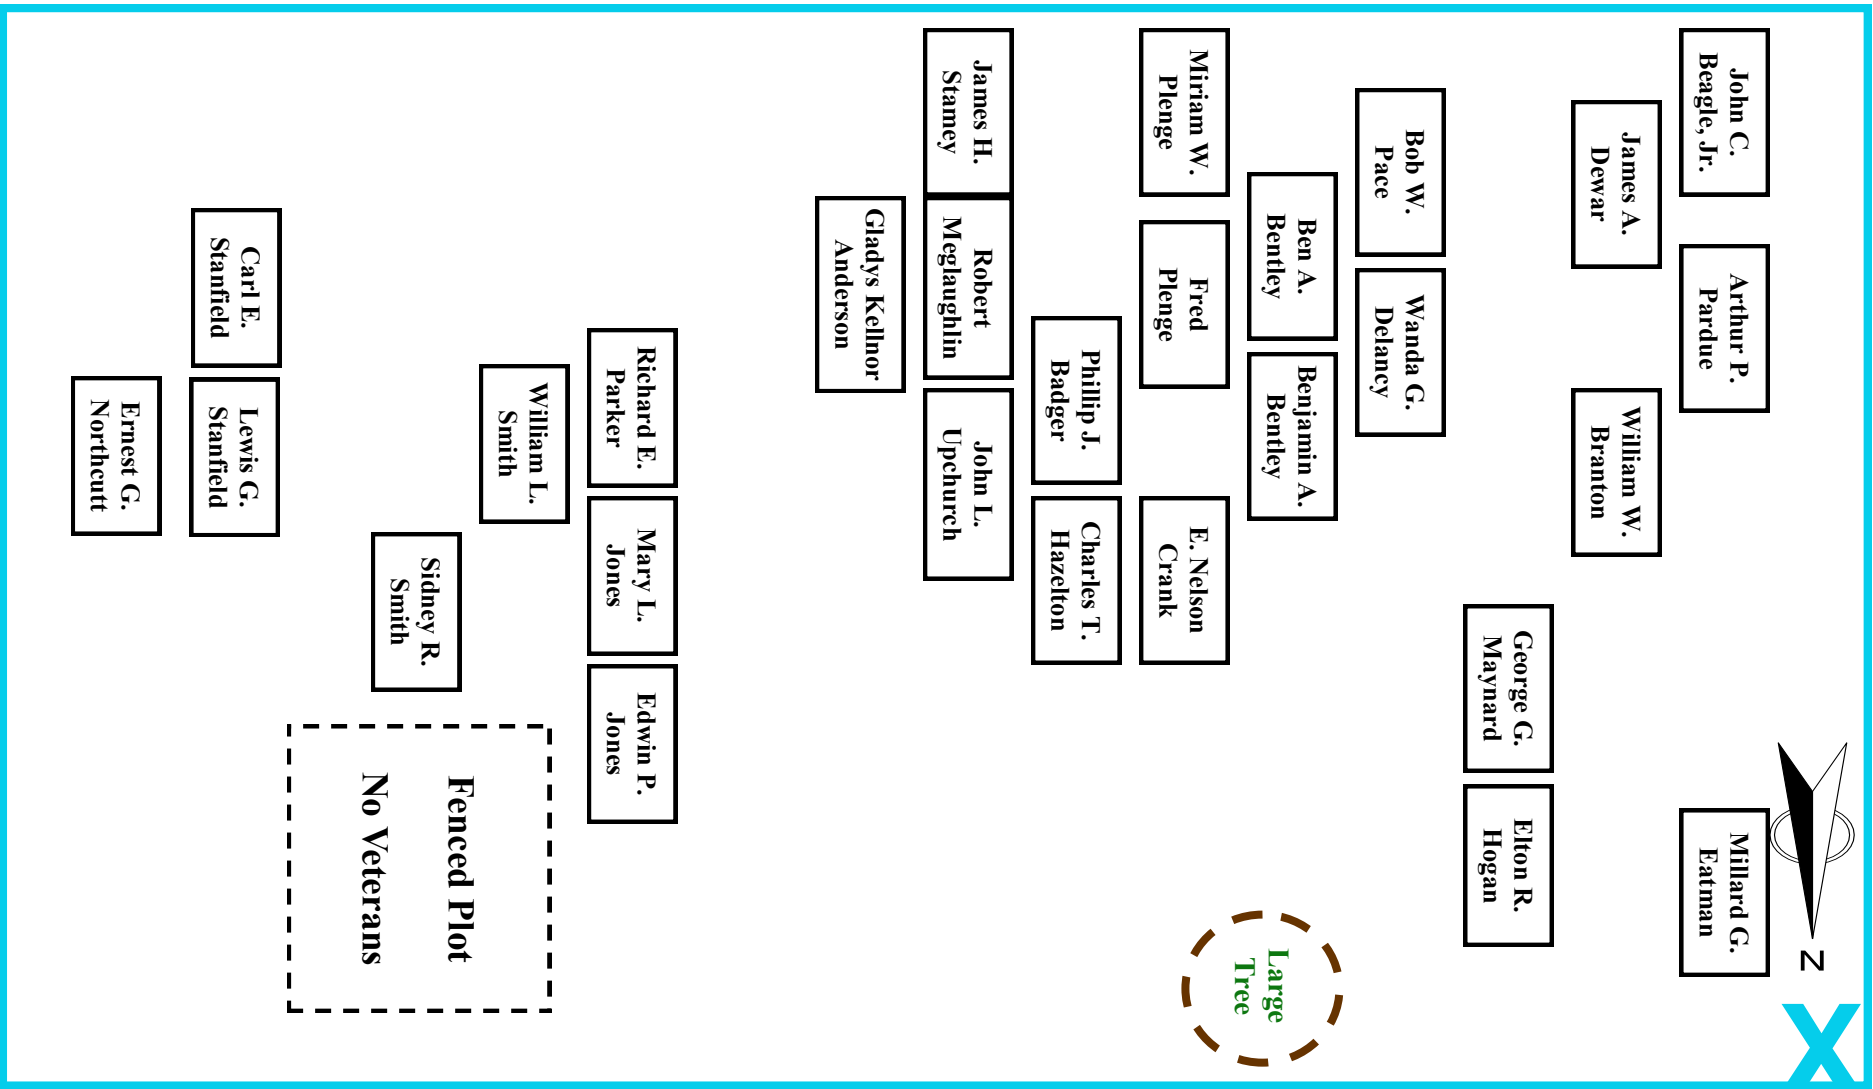 John C.
Beagle, Jr.
Arthur P.
Pardue
Millard G.
Eatman
N
X
James A.
Dewar
William W.
Branton
George G.
Maynard
Elton R.
Hogan
Bob W.
Pace
Wanda G.
Delancy
Ben A.
Bentley
Benjamin A.
Bentley
Large
Tree
Miriam W.
Plenge
Fred
Plenge
E. Nelson
Crank
Phillip J.
Badger
Charles T.
Hazelton
James H.
Stamey
Robert
Meglaughlin
John L.
Upchurch
Gladys Kellnor
Anderson
Richard E.
Parker
Mary L.
Jones
Edwin P.
Jones
William L.
Smith
Sidney R.
Smith
Fenced Plot
No Veterans
Carl E.
Stanfield
Lewis G.
Stanfield
Ernest G.
Northcutt